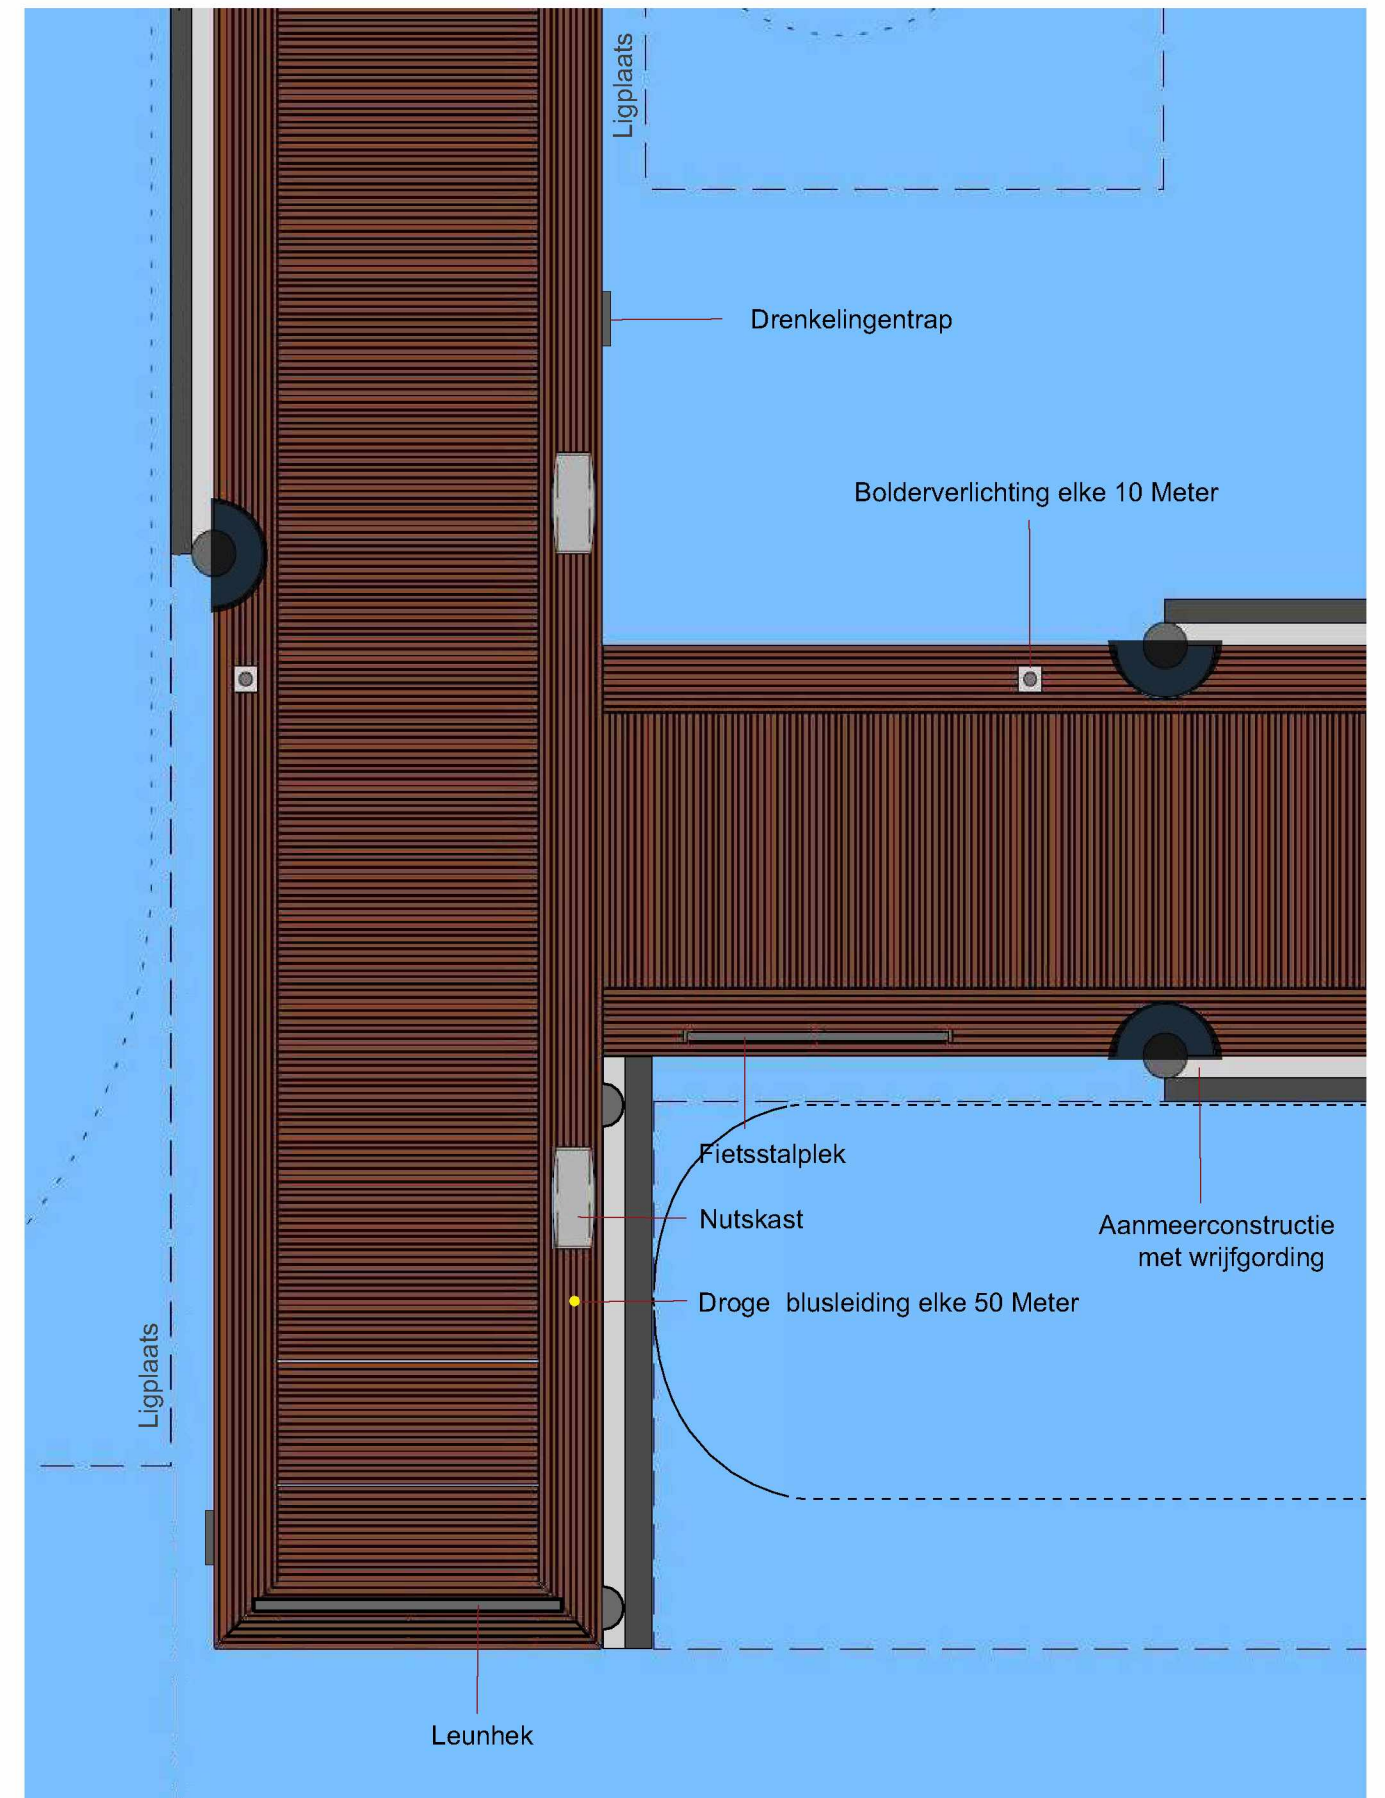 Ligplaats
Drenkelingentrap
Bolderverlichting elke 10 Meter
Fietsstalplek
Nutskast
Aanmeerconstructie
met wrijfgording
Droge blusleiding elke 50 Meter
Ligplaats
Leunhek